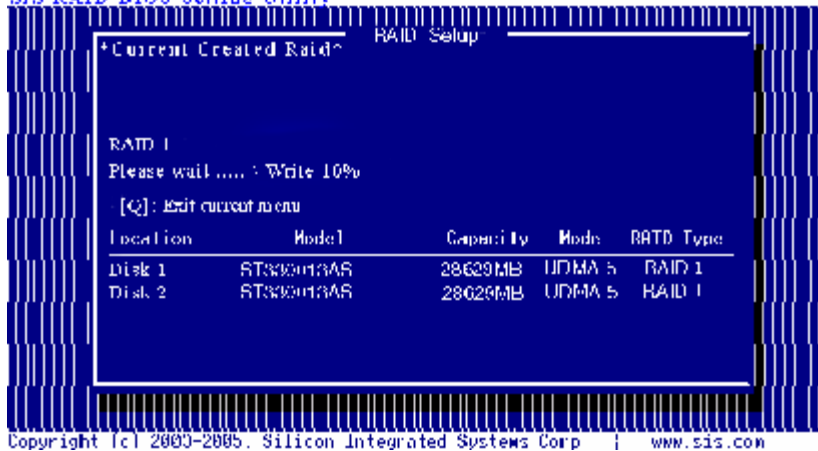 RAID Setup
*Current Created Raid^
RAID 1
Please wait ..... : Write 10%
[Q]: Exit current menu
Location Model Capacity Mode RAID Type
Disk 1 28629MB UDMA 5 RAID 1
Disk 2 28629MB UDMA 5 RAID 1
Copyright (c) 2003-2005. Silicon Integrated Systems Corp | www.sis.com